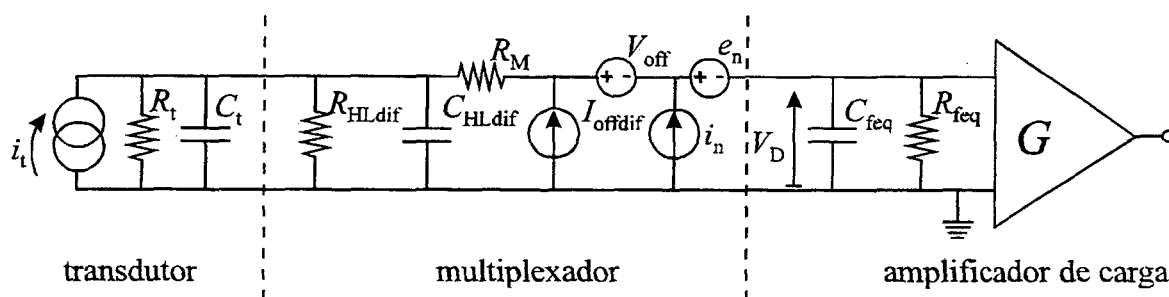 i_t
R_t
C_t
R_HLdif
C_HLdif
R_M
I_offdif
V_off
i_n
e_n
V_D
C_feq
R_feq
G
transdutor
multiplexador
amplificador de carga